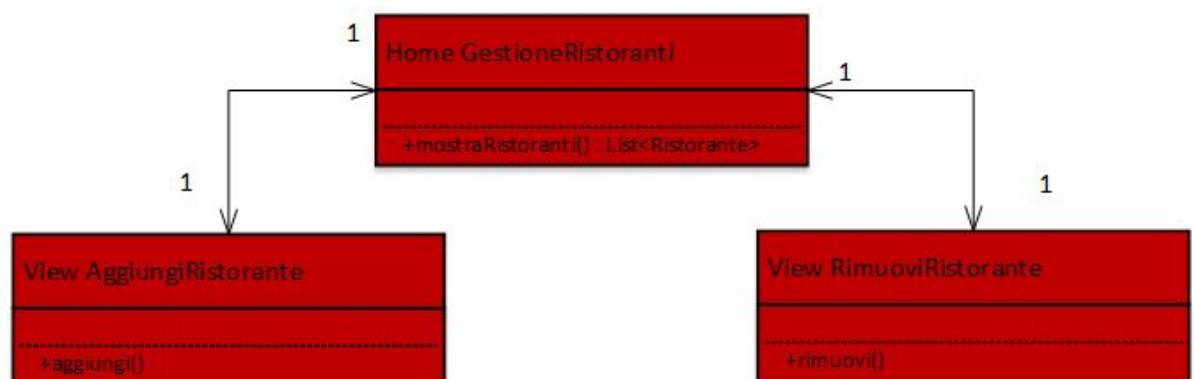 1
Home GestioneRistoranti
1
+mostraRistoranti() : List<Ristorante>
1
1
View AggiungiRistorante
View RimuoviRistorante
+aggiungi()
+rimuovi()